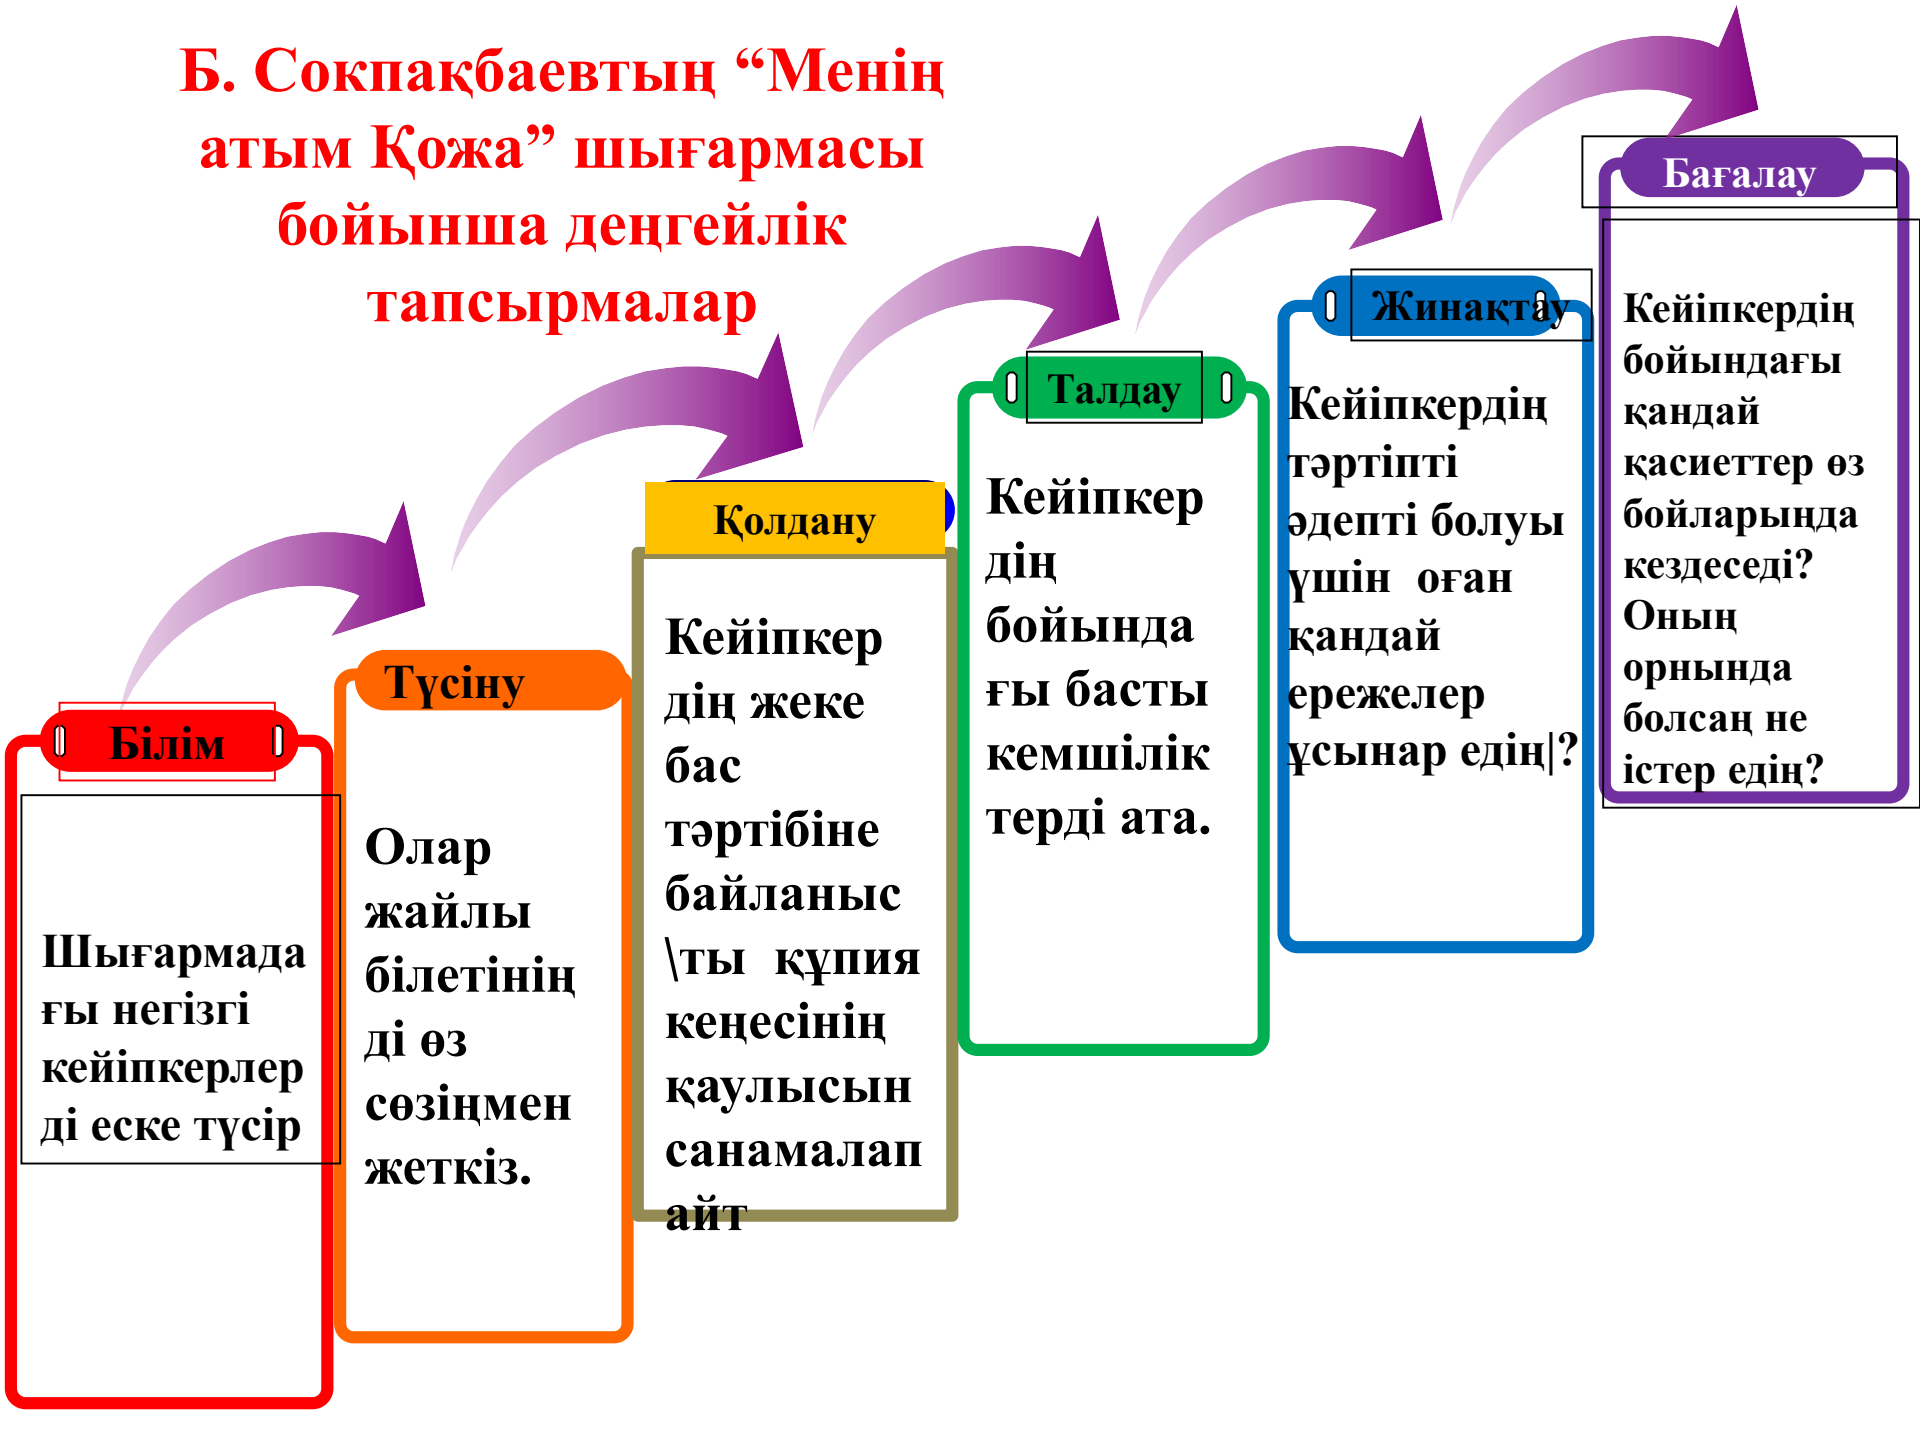 Б. Сокпақбаевтың “Менің
атым Қожа” шығармасы
бойынша деңгейлік
тапсырмалар
Білім
Шығармада
ғы негізгі
кейіпкерлер
ді еске түсір
Түсіну
Олар
жайлы
білетінің
ді өз
сөзіңмен
жеткіз.
Қолдану
Кейіпкер
дің жеке
бас
тәртібіне
байланыс
\ты құпия
кеңесінің
қаулысын
санамалап
айт
Талдау
Кейіпкер
дің
бойында
ғы басты
кемшілік
терді ата.
Жинақтау
Кейіпкердің
тәртіпті
әдепті болуы
үшін оған
қандай
ережелер
ұсынар едің|?
Бағалау
Кейіпкердің
бойындағы
қандай
қасиеттер өз
бойларыңда
кездеседі?
Оның
орнында
болсаң не
істер едің?